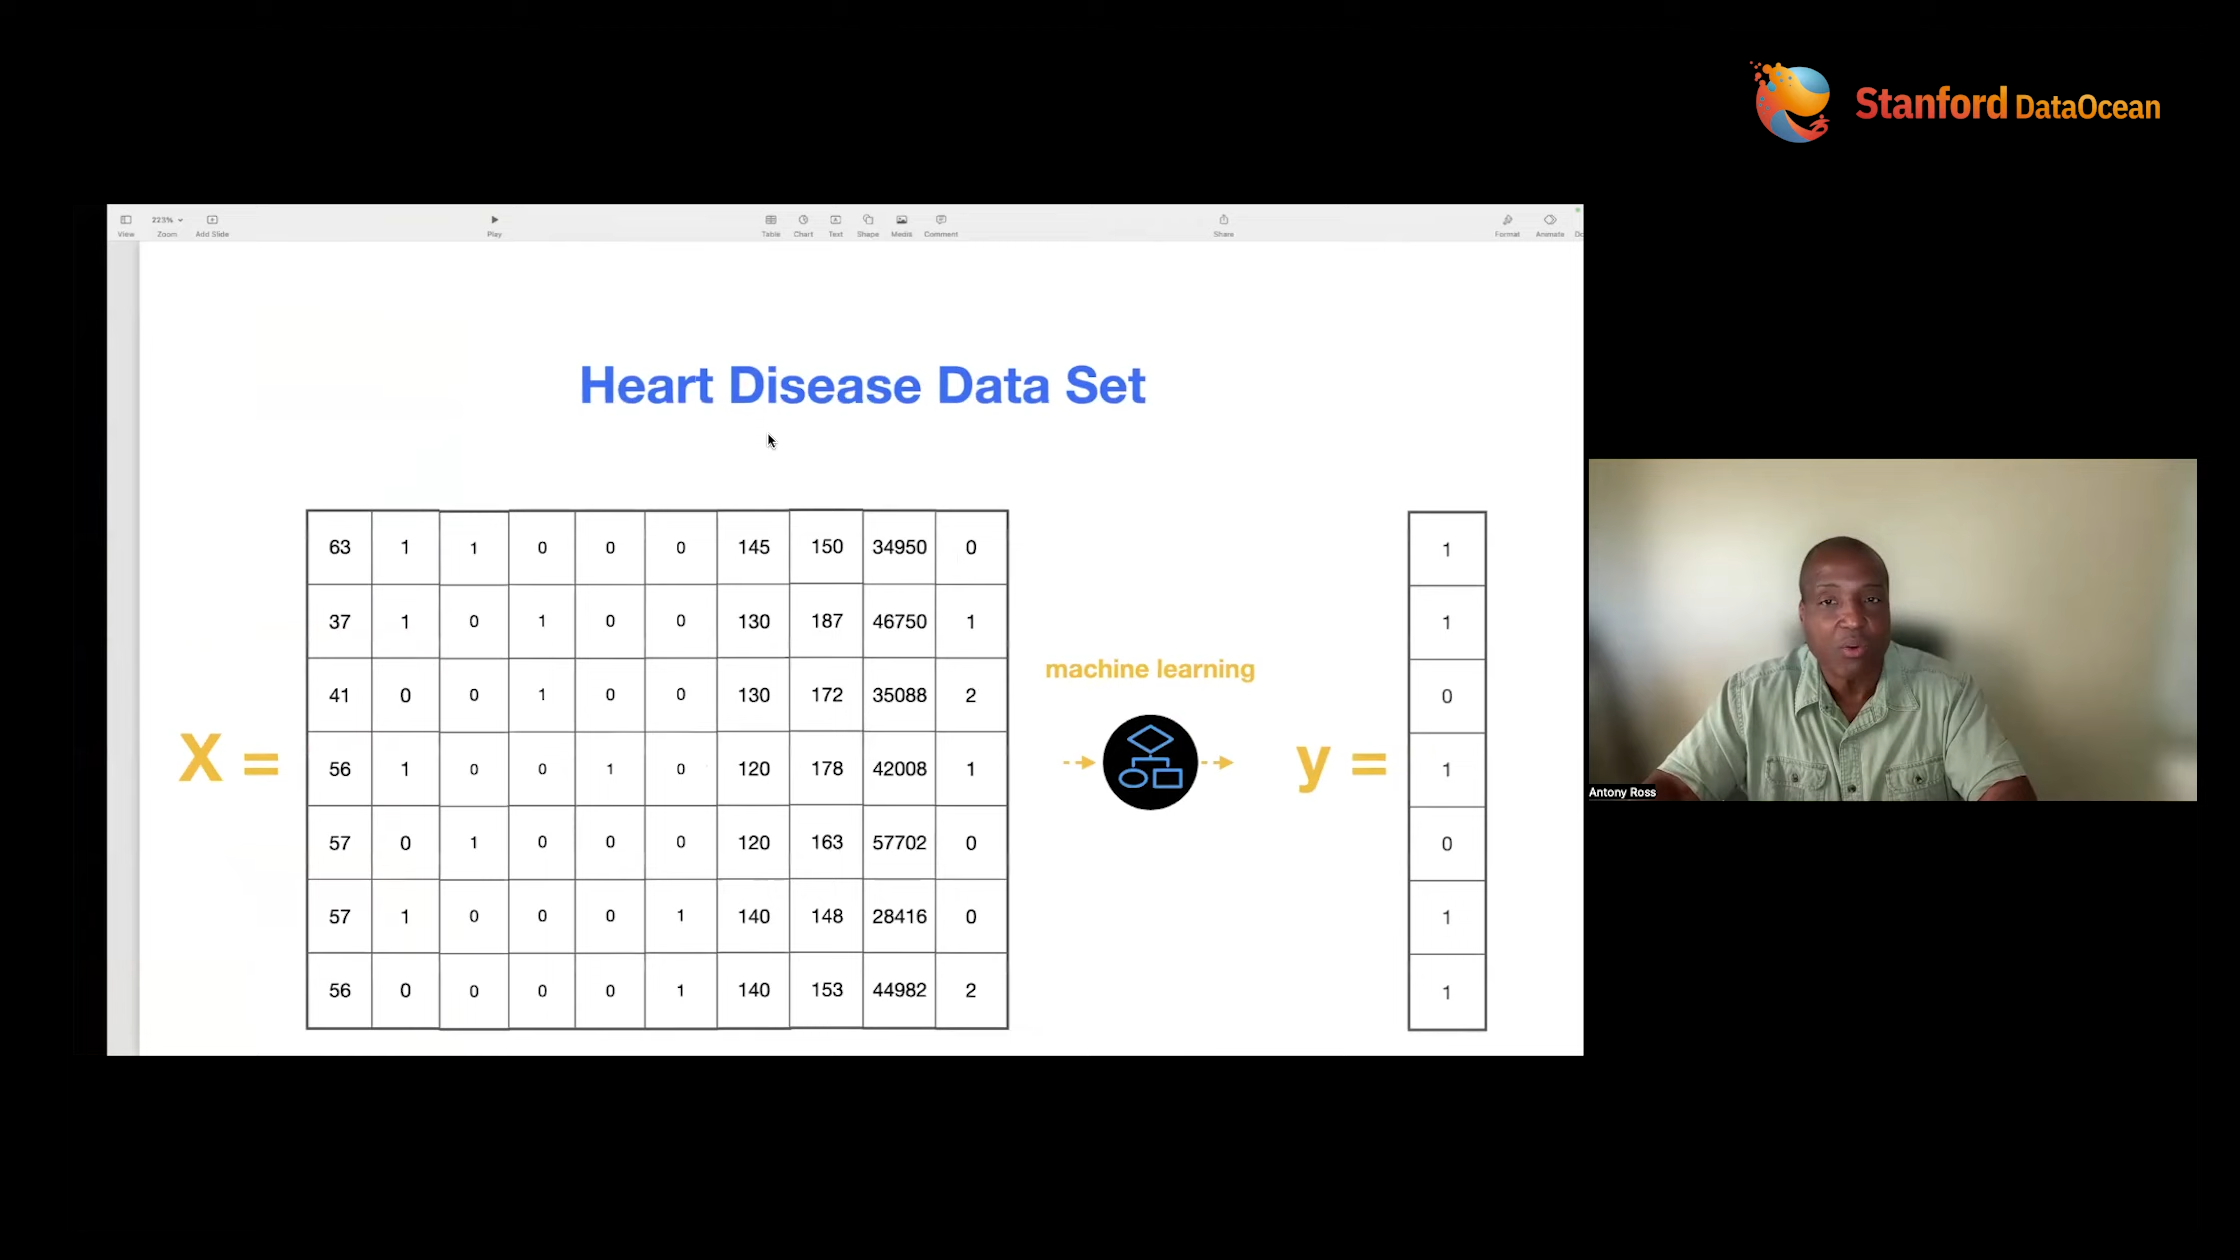 Stanford DataOcean
223%
View Zoom Add Slide Play Table Chart Text Shape Media Comment Share Format Animate
Heart Disease Data Set
63 1 1 0 0 0 145 150 34950 0
37 1 0 1 0 0 130 187 46750 1
41 0 0 1 0 0 130 172 35088 2
56 1 0 0 1 0 120 178 42008 1
57 0 1 0 0 0 120 163 57702 0
57 1 0 0 0 1 140 148 28416 0
56 0 0 0 0 1 140 153 44982 2
X =
machine learning
y =
1
1
0
1
0
1
1
Antony Ross